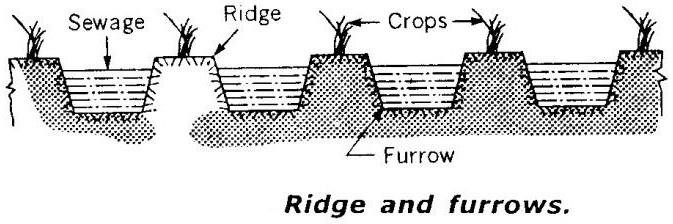 Sewage
Ridge
Crops
Furrow
Ridge and furrows.